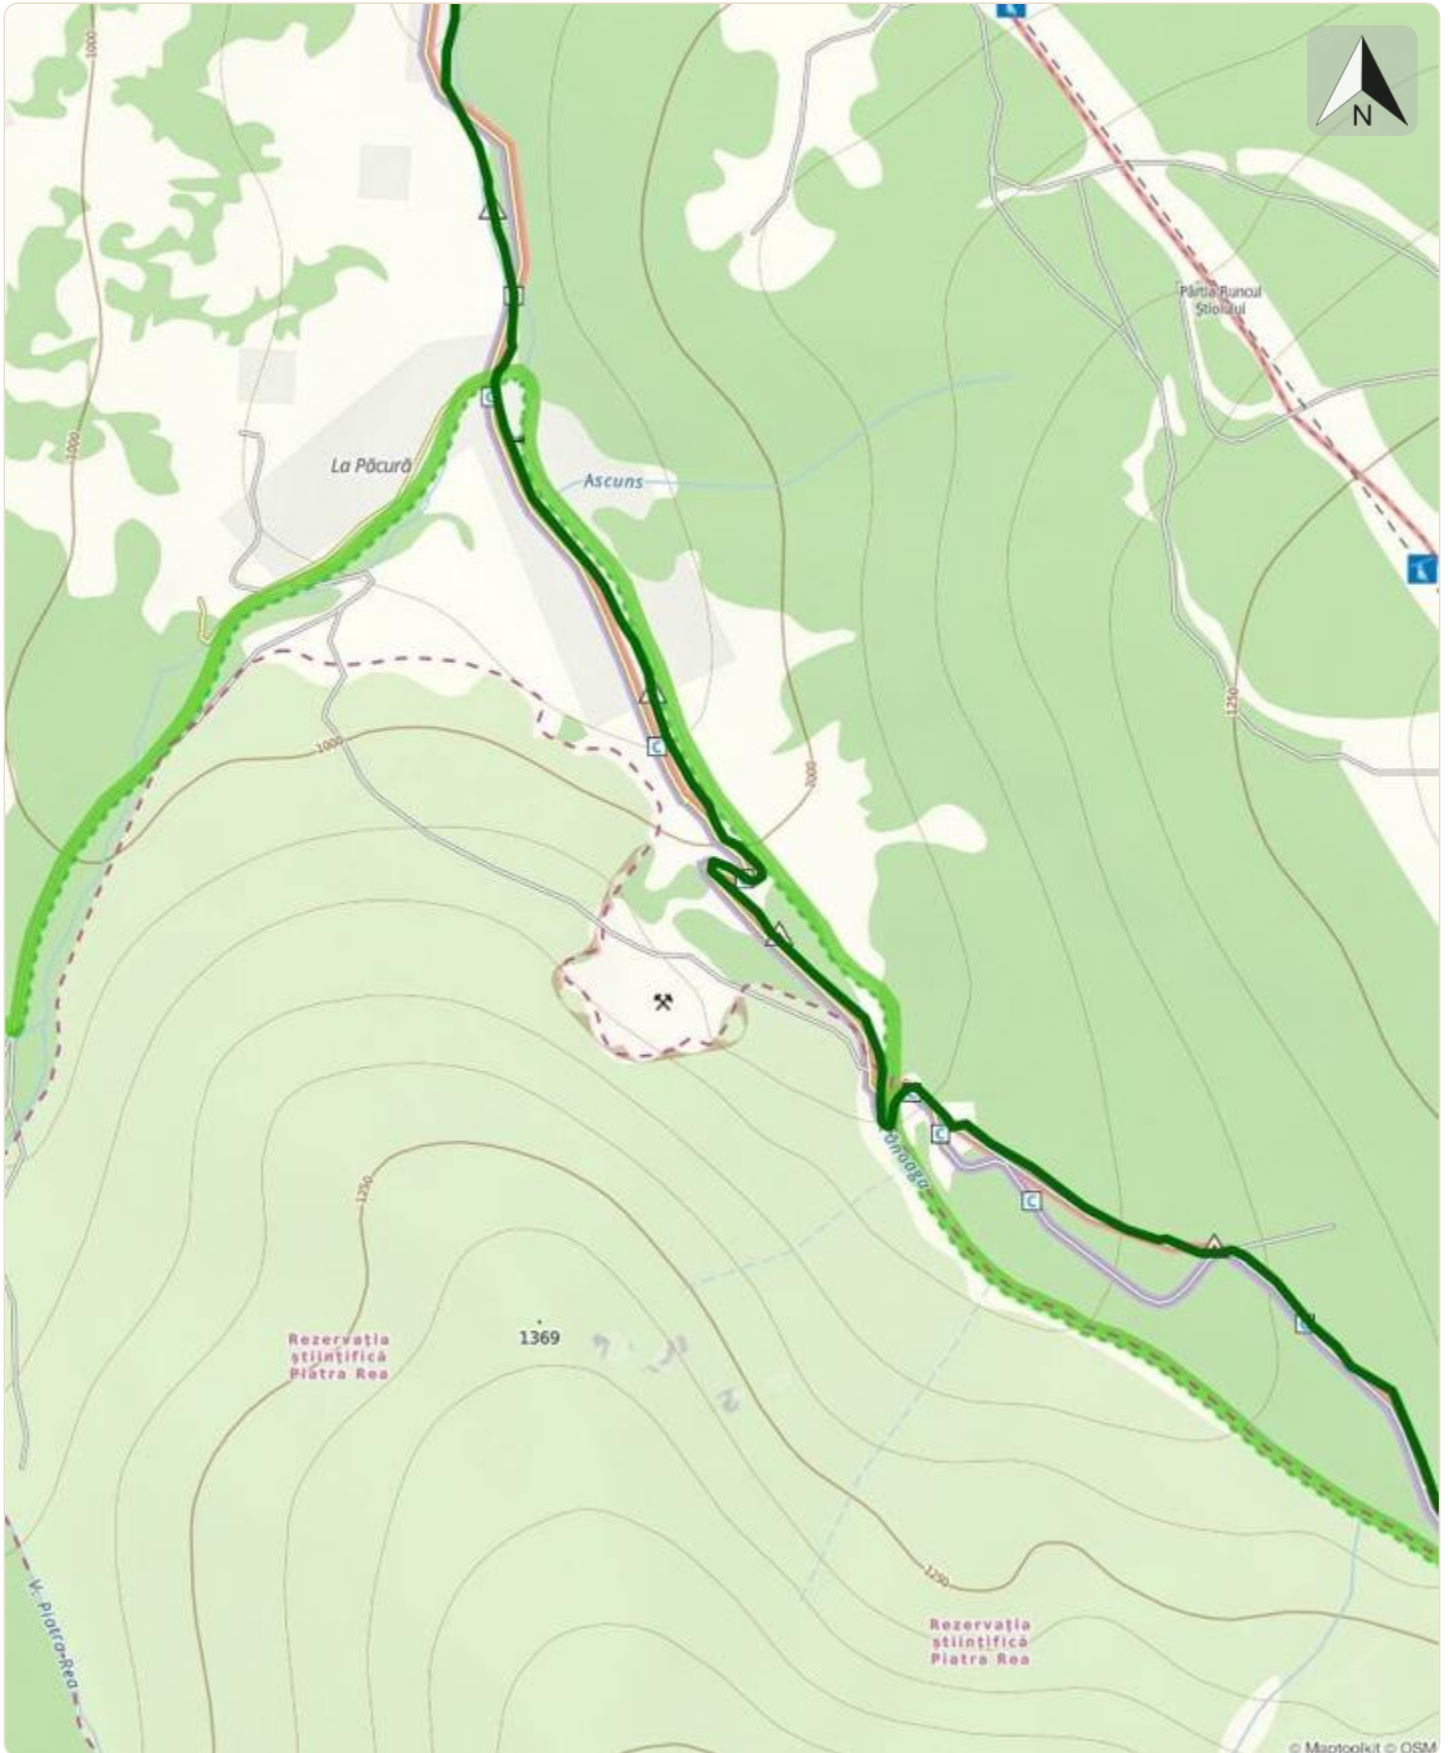 1000
N
Pârtia Runcul
Știolului
C
La Păcură
1000
Ascuns
1250
1000
C
1000
C
C
1250
1369
Rezervația
științifică
Piatra Rea
1250
V. Piatra Rea
Rezervația
științifică
Piatra Rea
© Maptoolkit © OSM